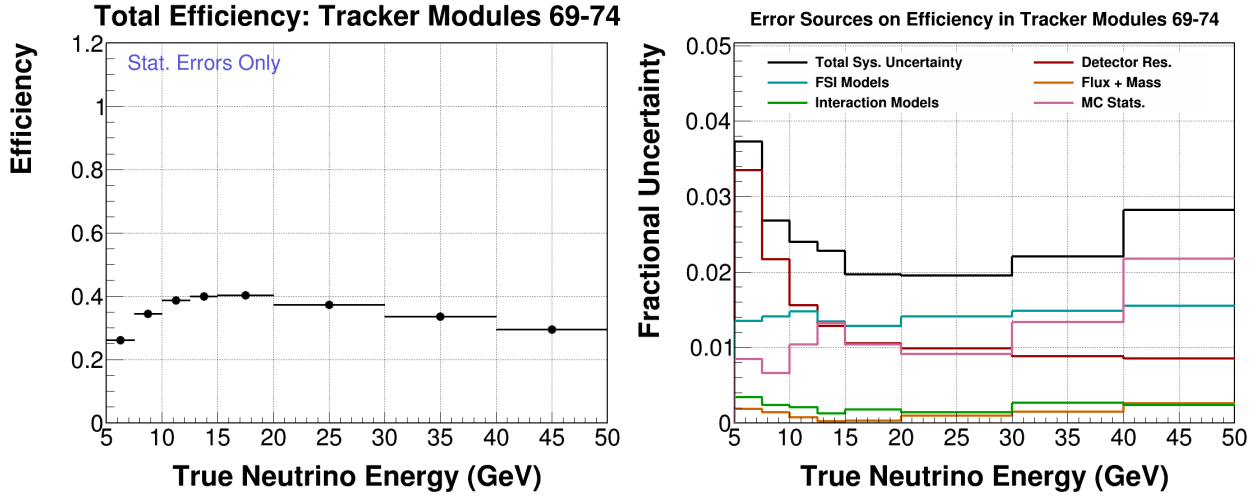 Total Efficiency: Tracker Modules 69-74
Stat. Errors Only
Efficiency
1.2
1
0.8
0.6
0.4
0.2
0
5 10 15 20 25 30 35 40 45 50
True Neutrino Energy (GeV)
Error Sources on Efficiency in Tracker Modules 69-74
Total Sys. Uncertainty
FSI Models
Interaction Models
Detector Res.
Flux + Mass
MC Stats.
Fractional Uncertainty
0.05
0.04
0.03
0.02
0.01
0
5 10 15 20 25 30 35 40 45 50
True Neutrino Energy (GeV)